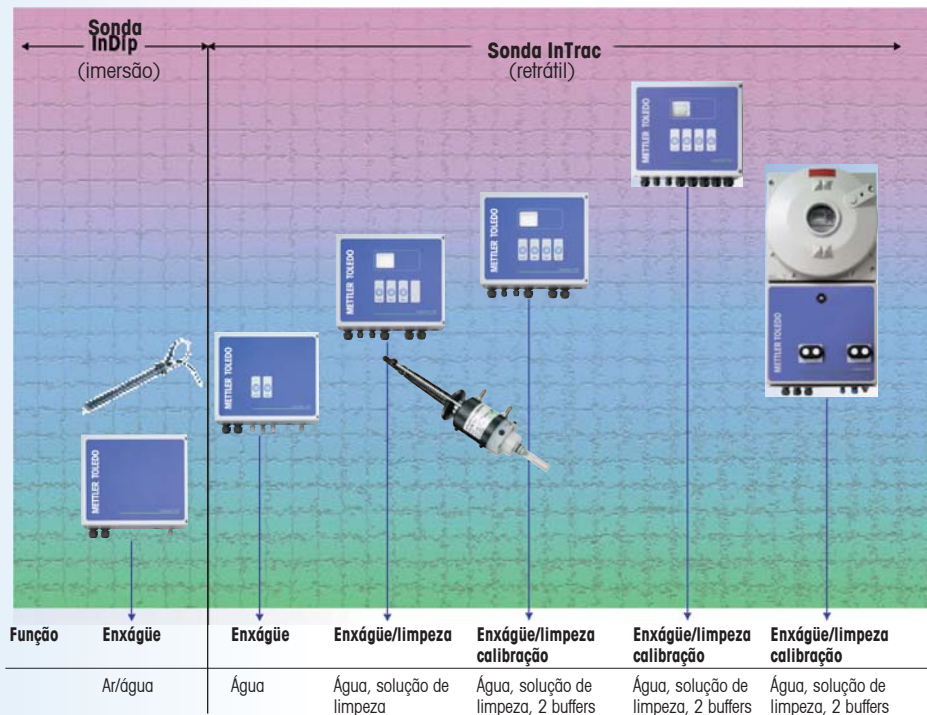 Sonda
InDip
(imersão)
Sonda InTrac
(retrátil)
METTLER TOLEDO
METTLER TOLEDO
METTLER TOLEDO
METTLER TOLEDO
METTLER TOLEDO
METTLER TOLEDO
Função
Enxágüe
Enxágüe
Enxágüe/limpeza
Enxágüe/limpeza
calibração
Enxágüe/limpeza
calibração
Enxágüe/limpeza
calibração
Ar/água
Água
Água, solução de
limpeza
Água, solução de
limpeza, 2 buffers
Água, solução de
limpeza, 2 buffers
Água, solução de
limpeza, 2 buffers